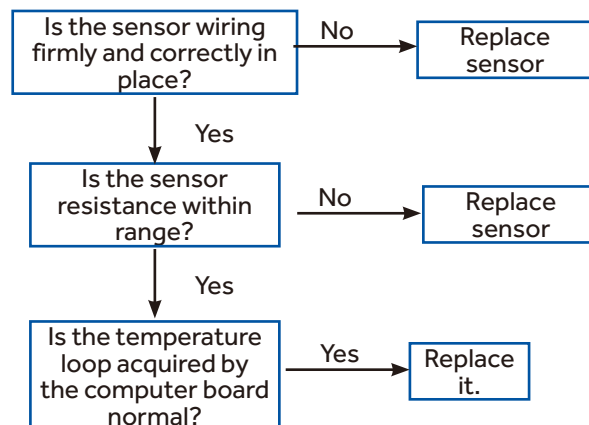 Is the sensor wiring
firmly and correctly in
place?
No
Replace
sensor
Yes
Is the sensor
resistance within
range?
No
Replace
sensor
Yes
Is the temperature
loop acquired by
the computer board
normal?
Yes
Replace
it.